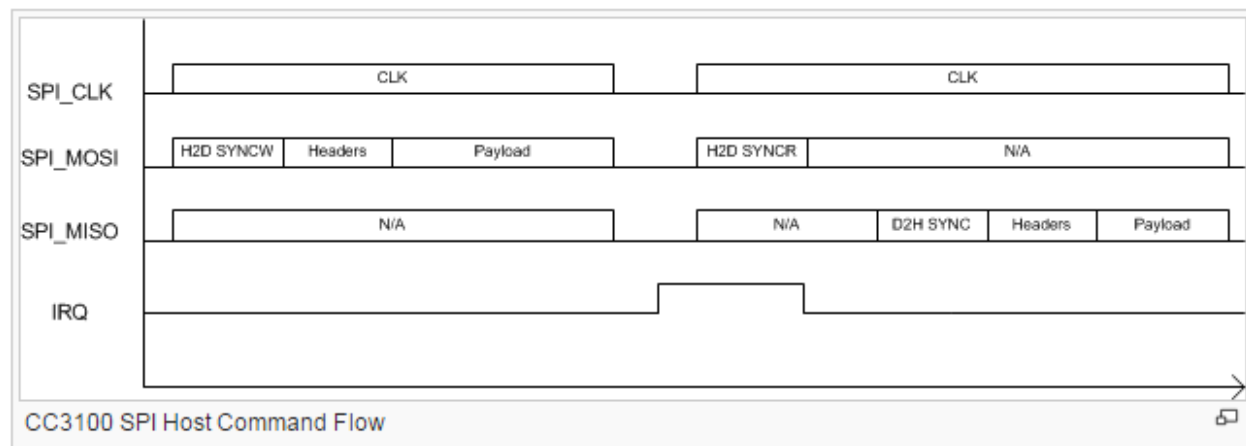 SPI_CLK CLK CLK
SPI_MOSI H2D SYNCW Headers Payload H2D SYNCR N/A
SPI_MISO N/A N/A D2H SYNC Headers Payload
IRQ
CC3100 SPI Host Command Flow